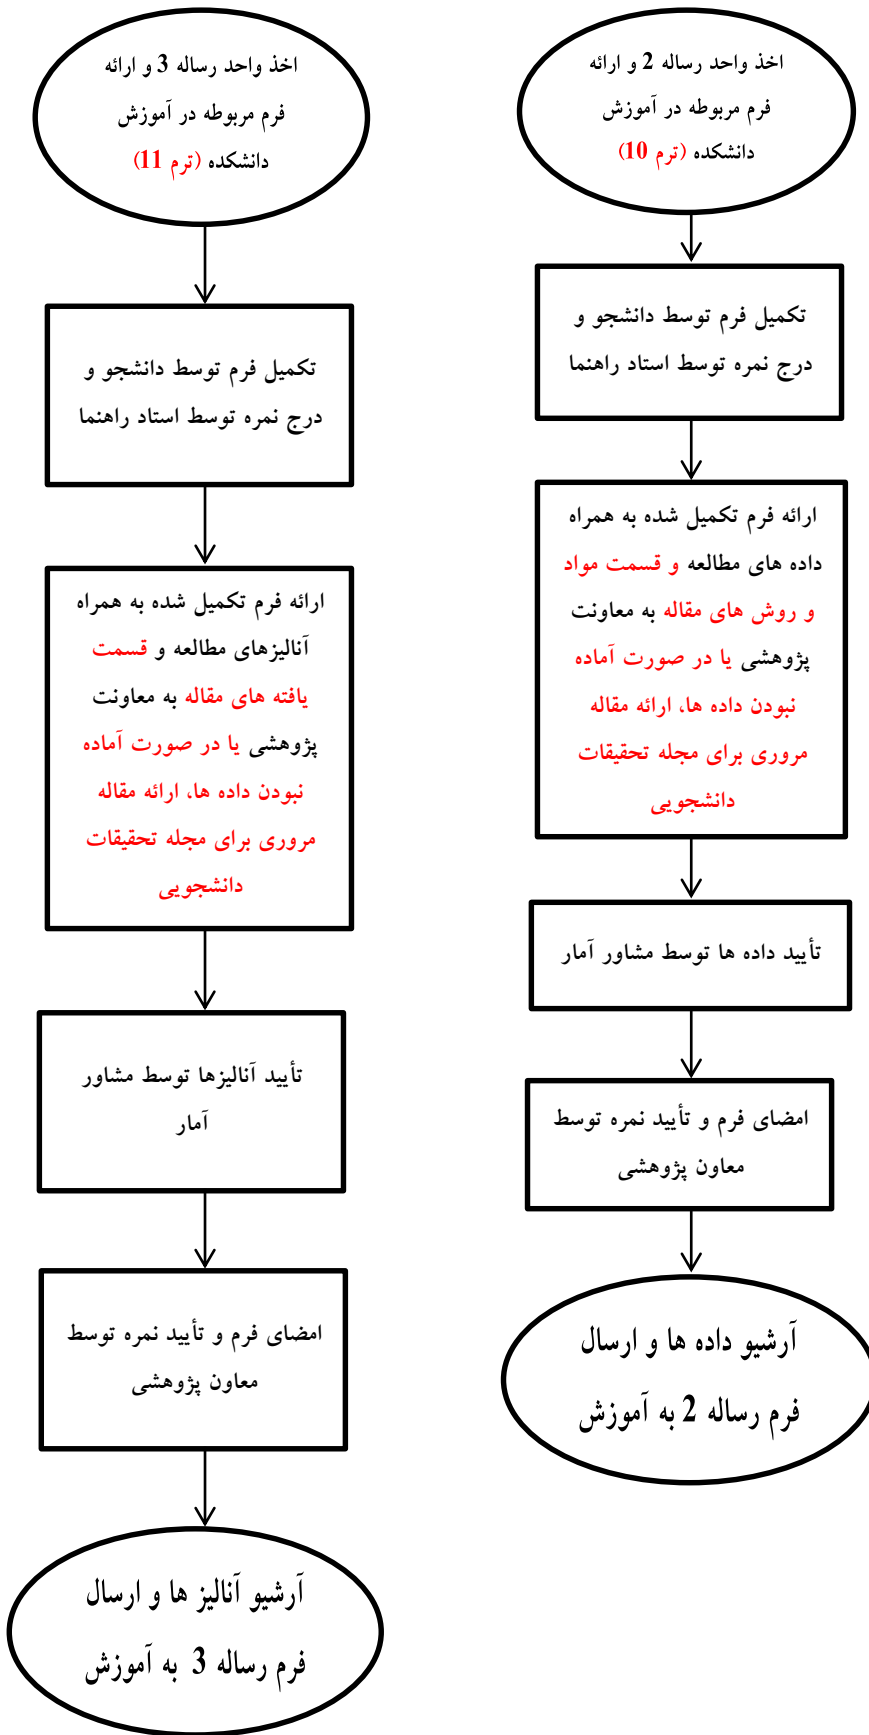 اخذ واحد رساله 2 و ارائه
فرم مربوطه در آموزش
دانشکده (ترم 10)
تکمیل فرم توسط دانشجو و
درج نمره توسط استاد راهنما
ارائه فرم تکمیل شده به همراه
داده های مطالعه و قسمت مواد
و روش های مقاله به معاونت
پژوهشی یا در صورت آماده
نبودن داده ها، ارائه مقاله
مروری برای مجله تحقیقات
دانشجویی
تأیید داده ها توسط مشاور آمار
امضای فرم و تأیید نمره توسط
معاون پژوهشی
آرشیو داده ها و ارسال
فرم رساله 2 به آموزش
اخذ واحد رساله 3 و ارائه
فرم مربوطه در آموزش
دانشکده (ترم 11)
تکمیل فرم توسط دانشجو و
درج نمره توسط استاد راهنما
ارائه فرم تکمیل شده به همراه
آنالیزهای مطالعه و قسمت
یافته های مقاله به معاونت
پژوهشی یا در صورت آماده
نبودن داده ها، ارائه مقاله
مروری برای مجله تحقیقات
دانشجویی
تأیید آنالیزها توسط مشاور
آمار
امضای فرم و تأیید نمره توسط
معاون پژوهشی
آرشیو آنالیز ها و ارسال
فرم رساله 3 به آموزش